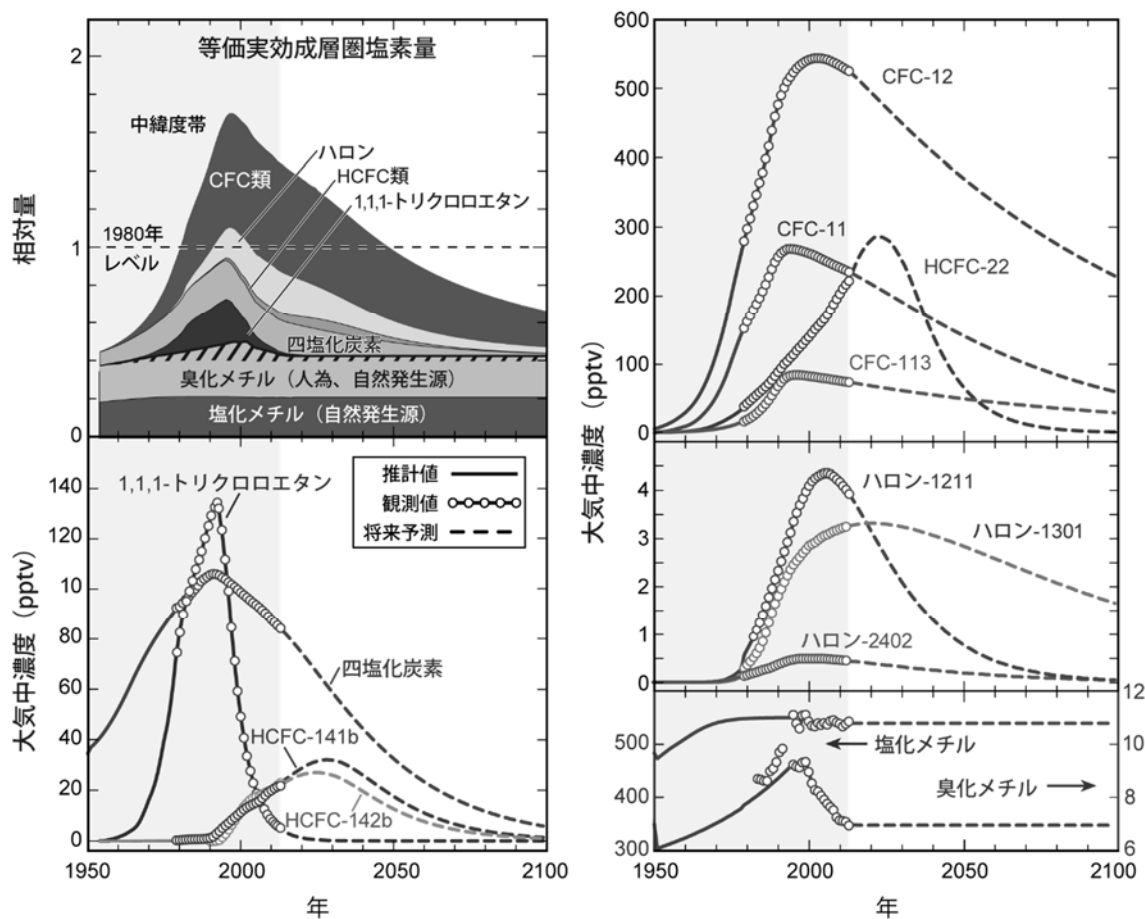 等価実効成層圏塩素量
2
中緯度帯
ハロン
HCFC類
CFC類
1,1,1-トリクロロエタン
相対量
1
1980年
レベル
四塩化炭素
臭化メチル（人為、自然発生源）
塩化メチル（自然発生源）
0
1,1,1-トリクロロエタン
推計値
観測値
将来予測
大気中濃度（pptv）
140
120
10
80
60
40
20
0
四塩化炭素
HCFC-141b
HCFC-142b
1950
2000
2050
2100
年
600
500
400
300
200
100
0
CFC-12
CFC-11
HCFC-22
CFC-113
大気中濃度（pptv）
5
4
3
2
1
0
ハロン-1211
ハロン-1301
ハロン-2402
500
400
300
12
10
8
6
塩化メチル
臭化メチル
1950
2000
2050
2100
年